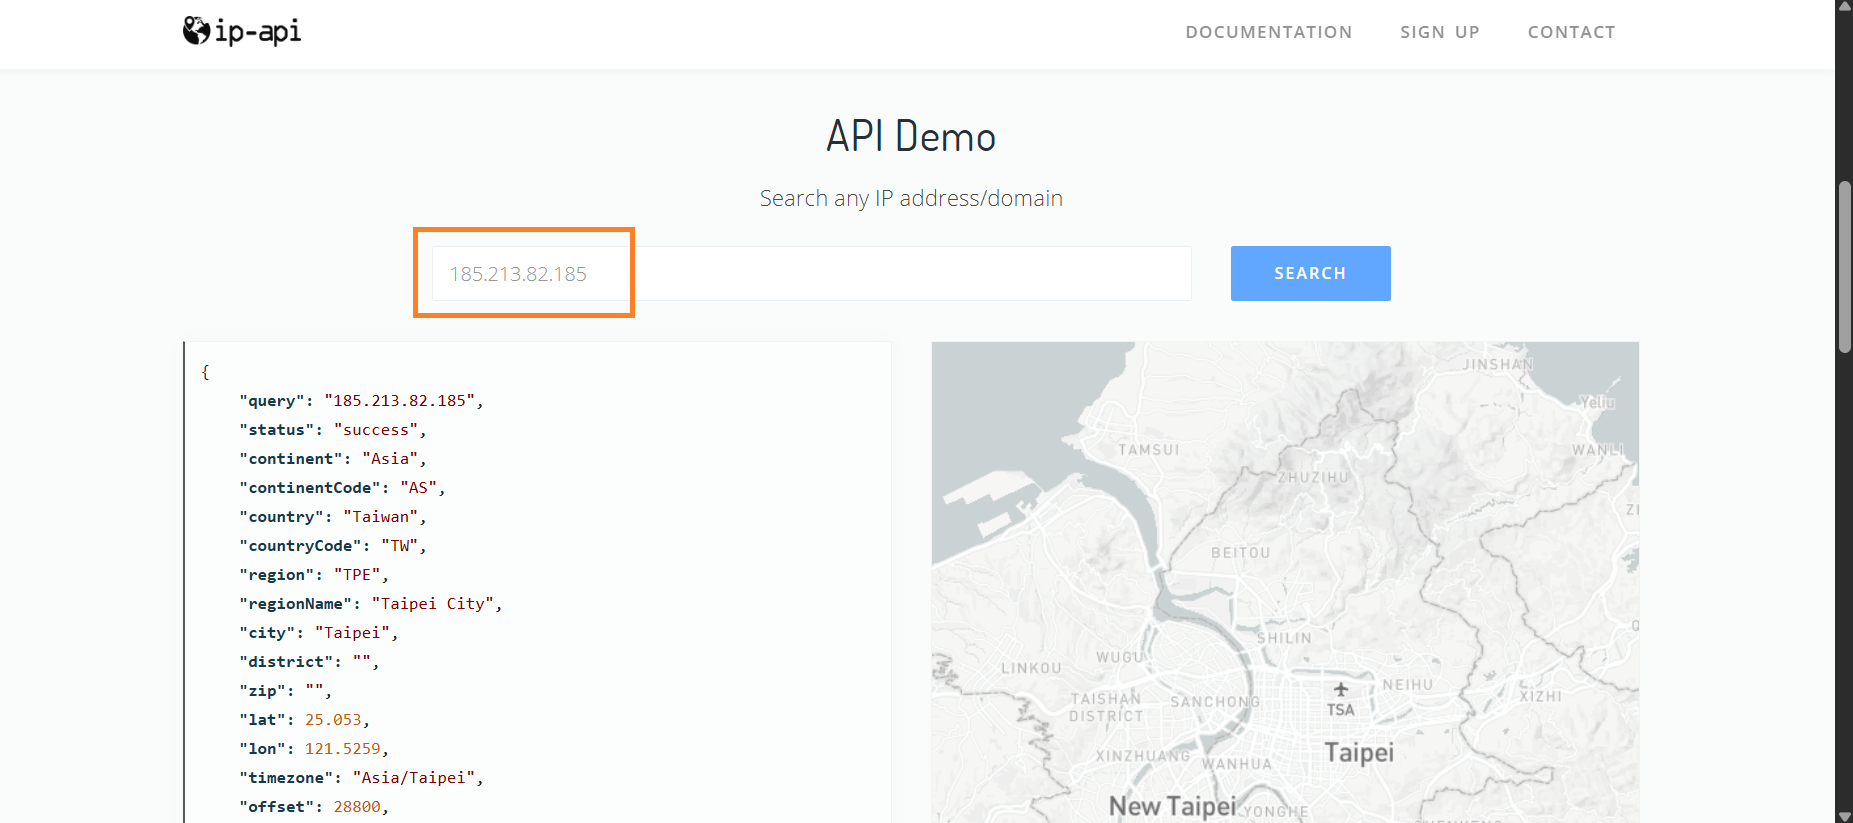 ip-api
DOCUMENTATION
SIGN UP
CONTACT
API Demo
Search any IP address/domain
185.213.82.185
SEARCH
{
"query": "185.213.82.185",
"status": "success",
"continent": "Asia",
"continentCode": "AS",
"country": "Taiwan",
"countryCode": "TW",
"region": "TPE",
"regionName": "Taipei City",
"city": "Taipei",
"district": "",
"zip": "",
"lat": 25.053,
"lon": 121.5259,
"timezone": "Asia/Taipei",
"offset": 28800,
JINSHAN
Yeliu
TAMSUI
WANLI
ZHUZIHU
BEITOU
SHILIN
WUGU
LINKOU
NEIHU
XIZHI
TAISHAN
DISTRICT
SANCHONG
TSA
XINZHUANG
WANHUA
Taipei
New Taipei
YONGHE